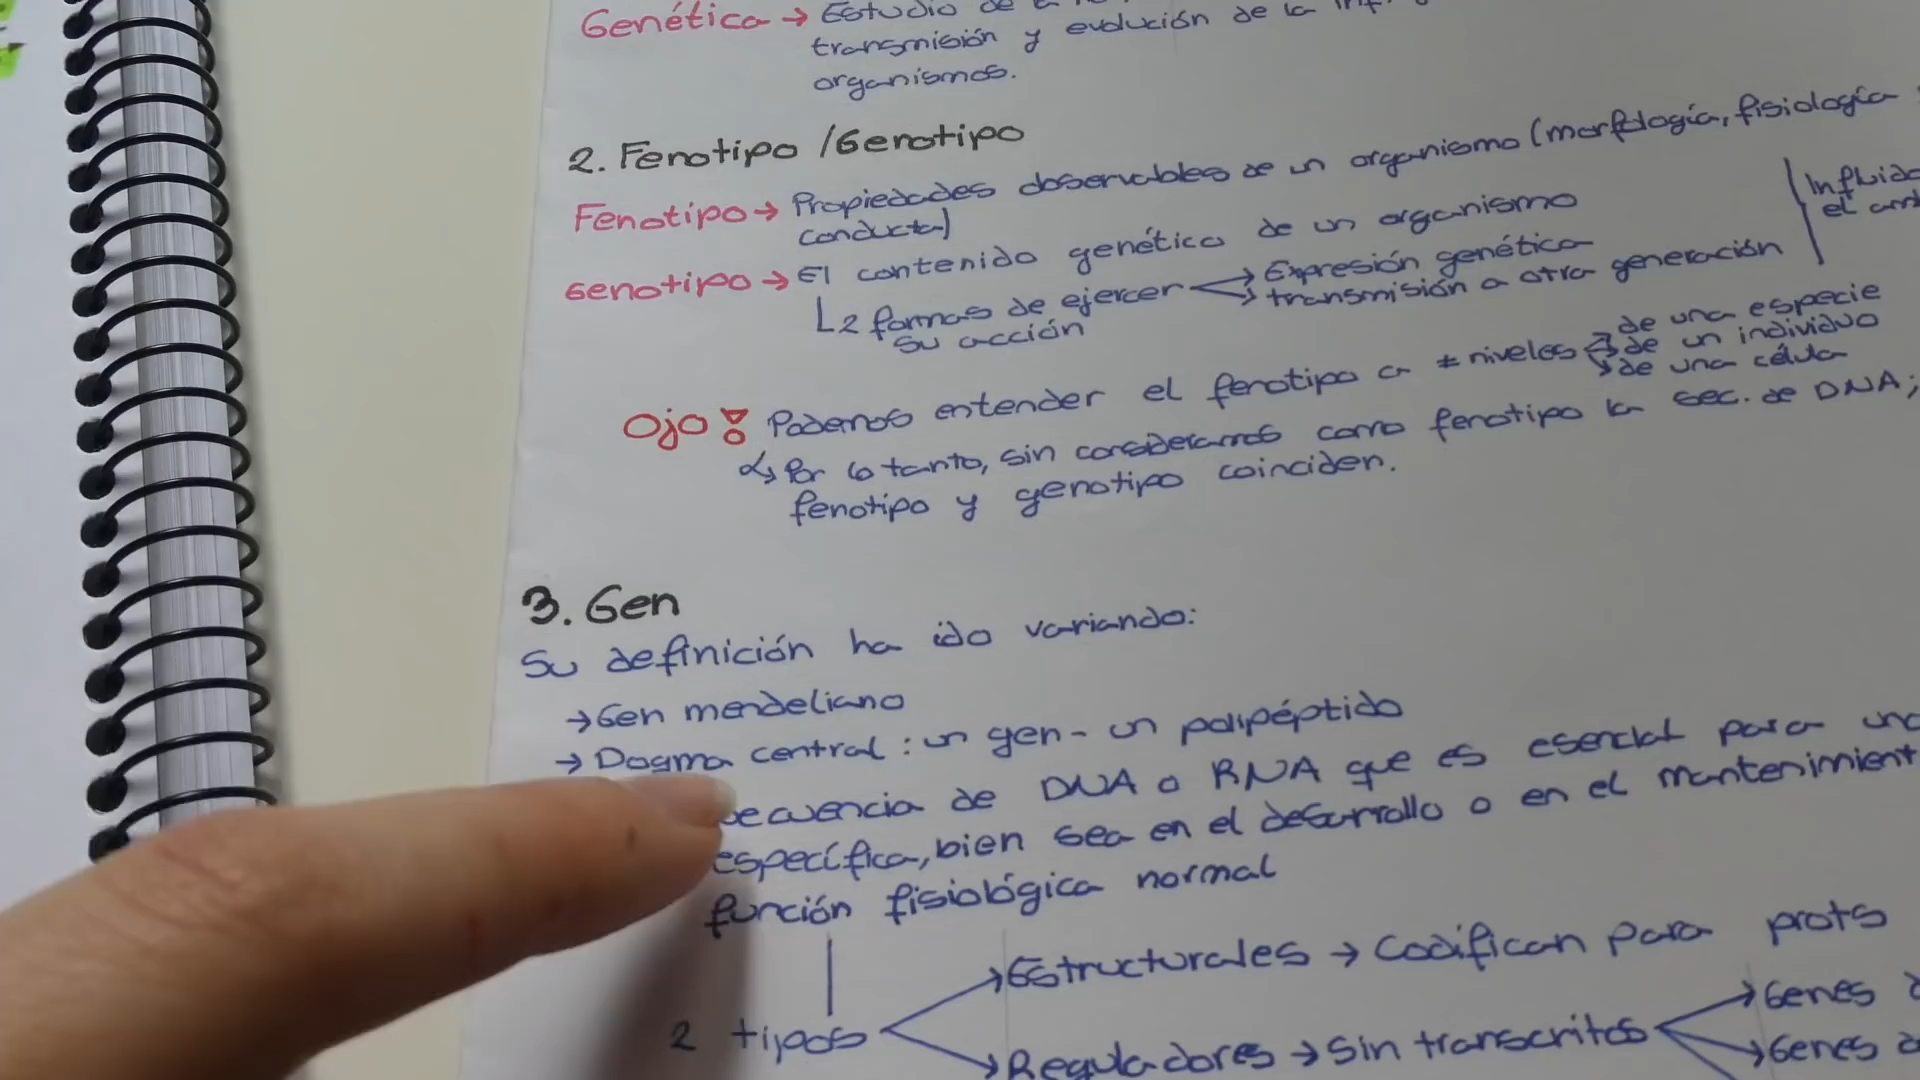 Genética → Estudio de la
transmisión y evolución de la
organismos.
2. Fenotipo / Genotipo
Fenotipo → Propiedades observables de un organismo (morfología, fisiología
conducta)
Influido
el
Genotipo → El contenido genético de un organismo
2 formas de ejercer → Expresión genética
su acción → transmisión a otra generación
Ojo! Podemos entender el fenotipo a ≠ niveles → de una especie
→ de un individuo
→ de una célula
↳ Por lo tanto, sin consideramos como fenotipo la sec. de DNA;
fenotipo y genotipo coinciden.
3. Gen
Su definición ha ido variando:
→ Gen mendeliano
→ Dogma central: un gen - un polipéptido
ecuencia de DNA o RNA que es esencial para una
específica, bien sea en el desarrollo o en el mantenimient
función fisiológica normal
2 tipos → Estructurales → Codifican para prots
→ Reguladores → Sin transcritos → Genes
→ Genes